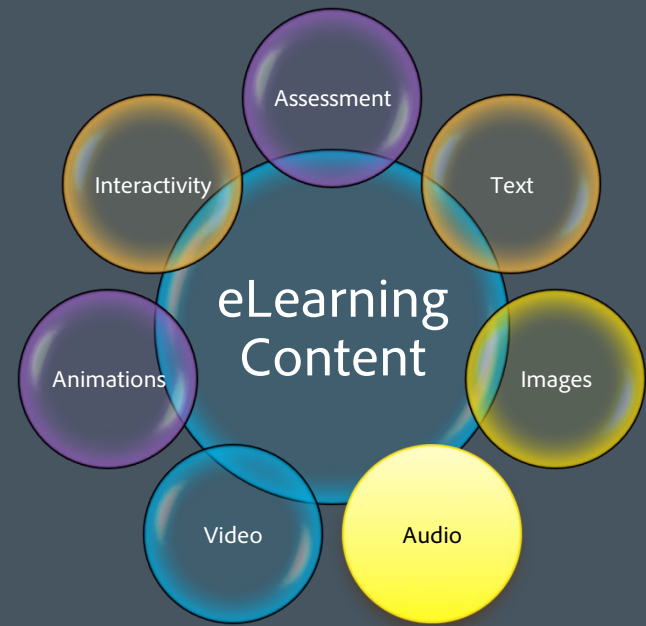 Assessment
Interactivity
Text
eLearning
Content
Animations
Images
Video
Audio